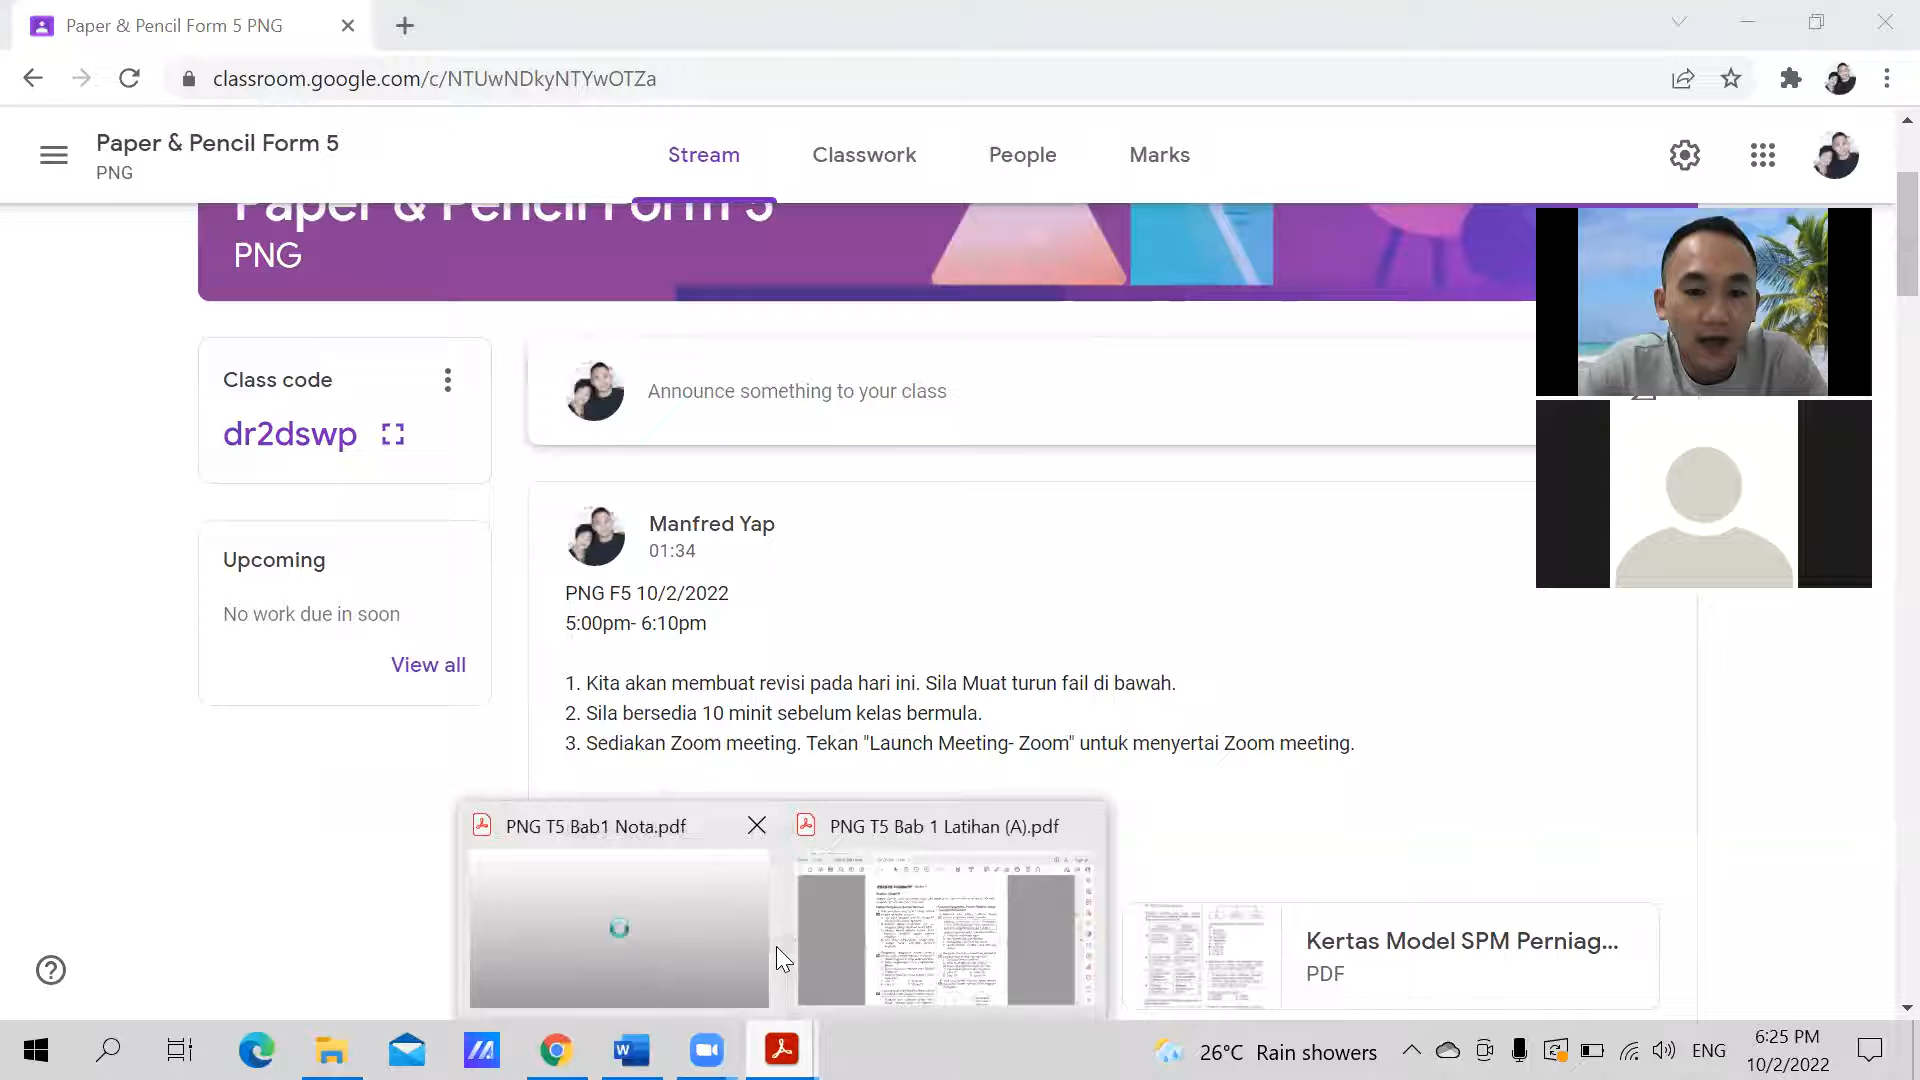 Paper & Pencil Form 5 PNG
classroom.google.com/c/NTUwNDkyNTYwOTZa
Paper & Pencil Form 5
PNG
Stream
Classwork
People
Marks
Paper & Pencil Form 5
PNG
Class code
dr2dswp
Upcoming
No work due in soon
View all
Announce something to your class
Manfred Yap
01:34
PNG F5 10/2/2022
5:00pm- 6:10pm
1. Kita akan membuat revisi pada hari ini. Sila Muat turun fail di bawah.
2. Sila bersedia 10 minit sebelum kelas bermula.
3. Sediakan Zoom meeting. Tekan "Launch Meeting- Zoom" untuk menyertai Zoom meeting.
PNG T5 Bab1 Nota.pdf
PNG T5 Bab 1 Latihan (A).pdf
Kertas Model SPM Perniag...
PDF
26°C Rain showers
ENG
6:25 PM
10/2/2022